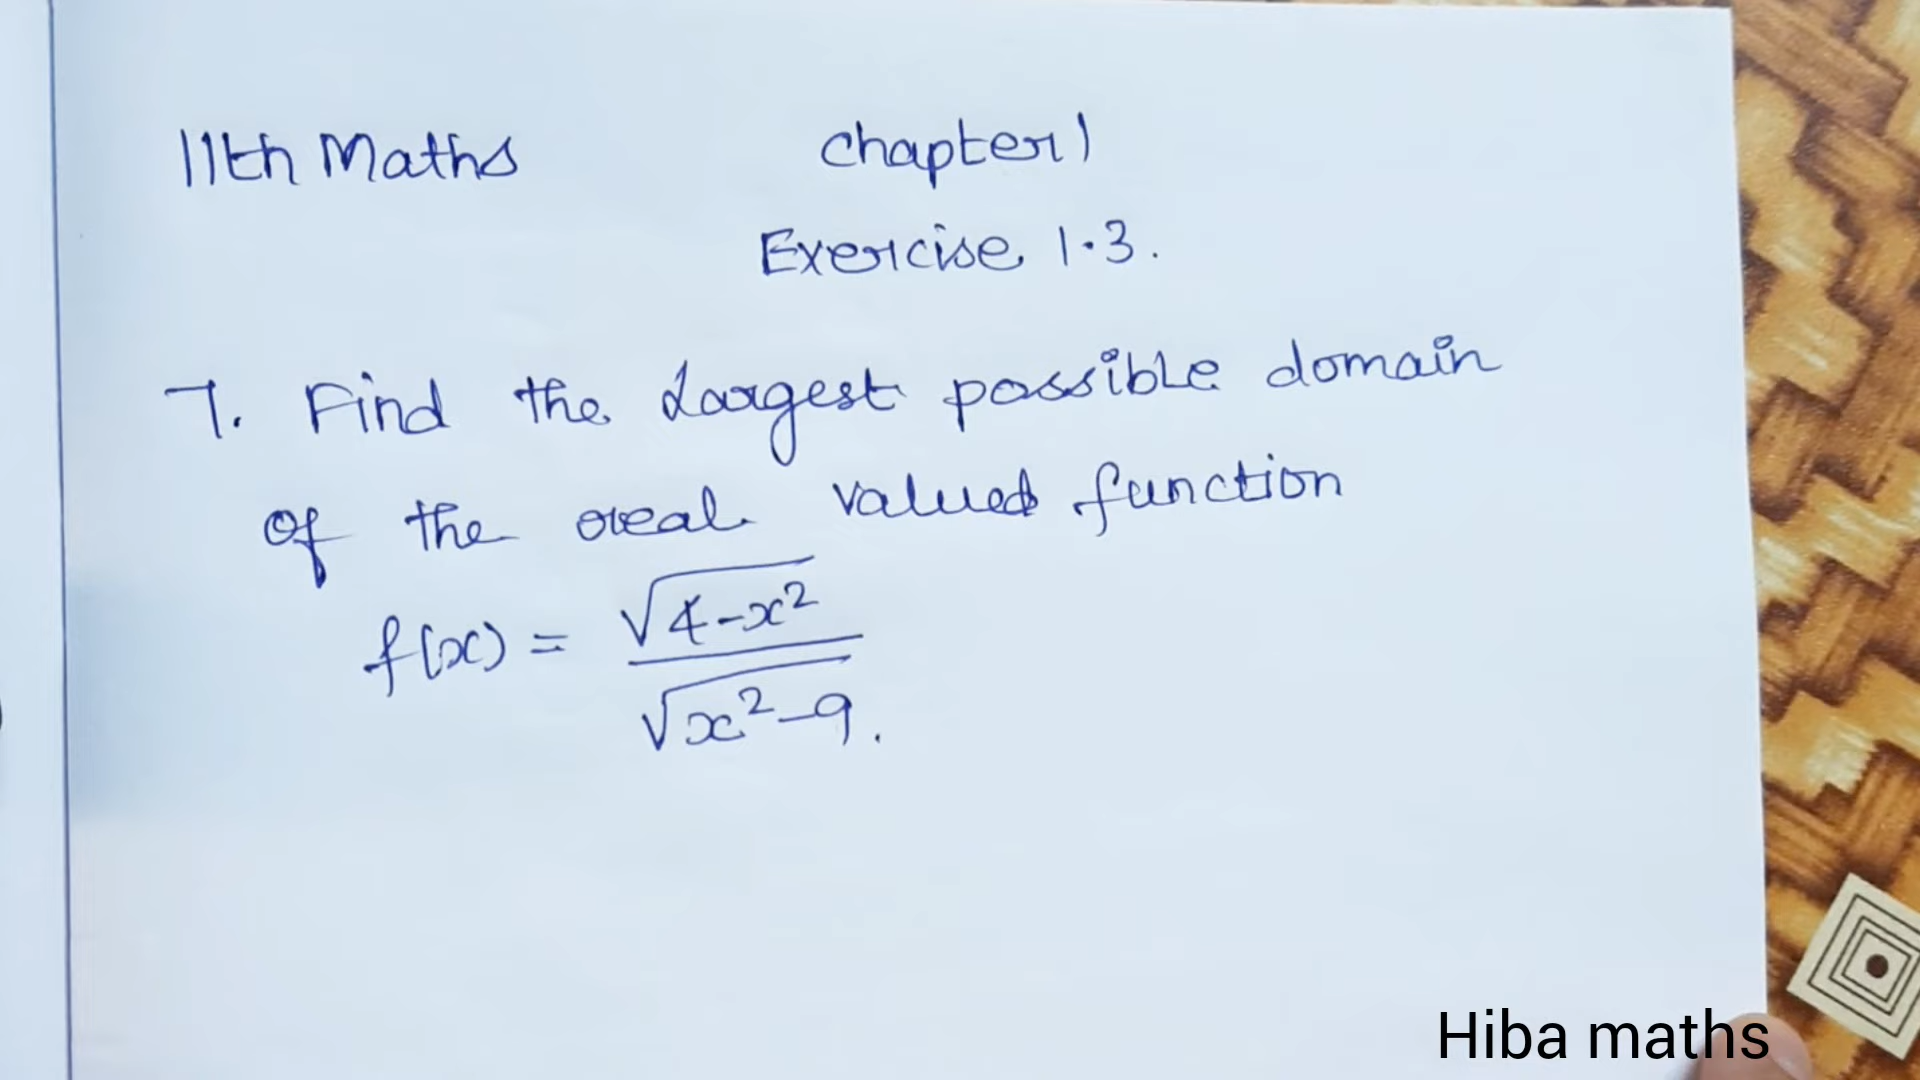 11th Maths chapter 1
Exercise 1.3.
7. Find the Largest possible domain
of the real valued function
f(x) = √4-x² / √x²-9.
Hiba maths